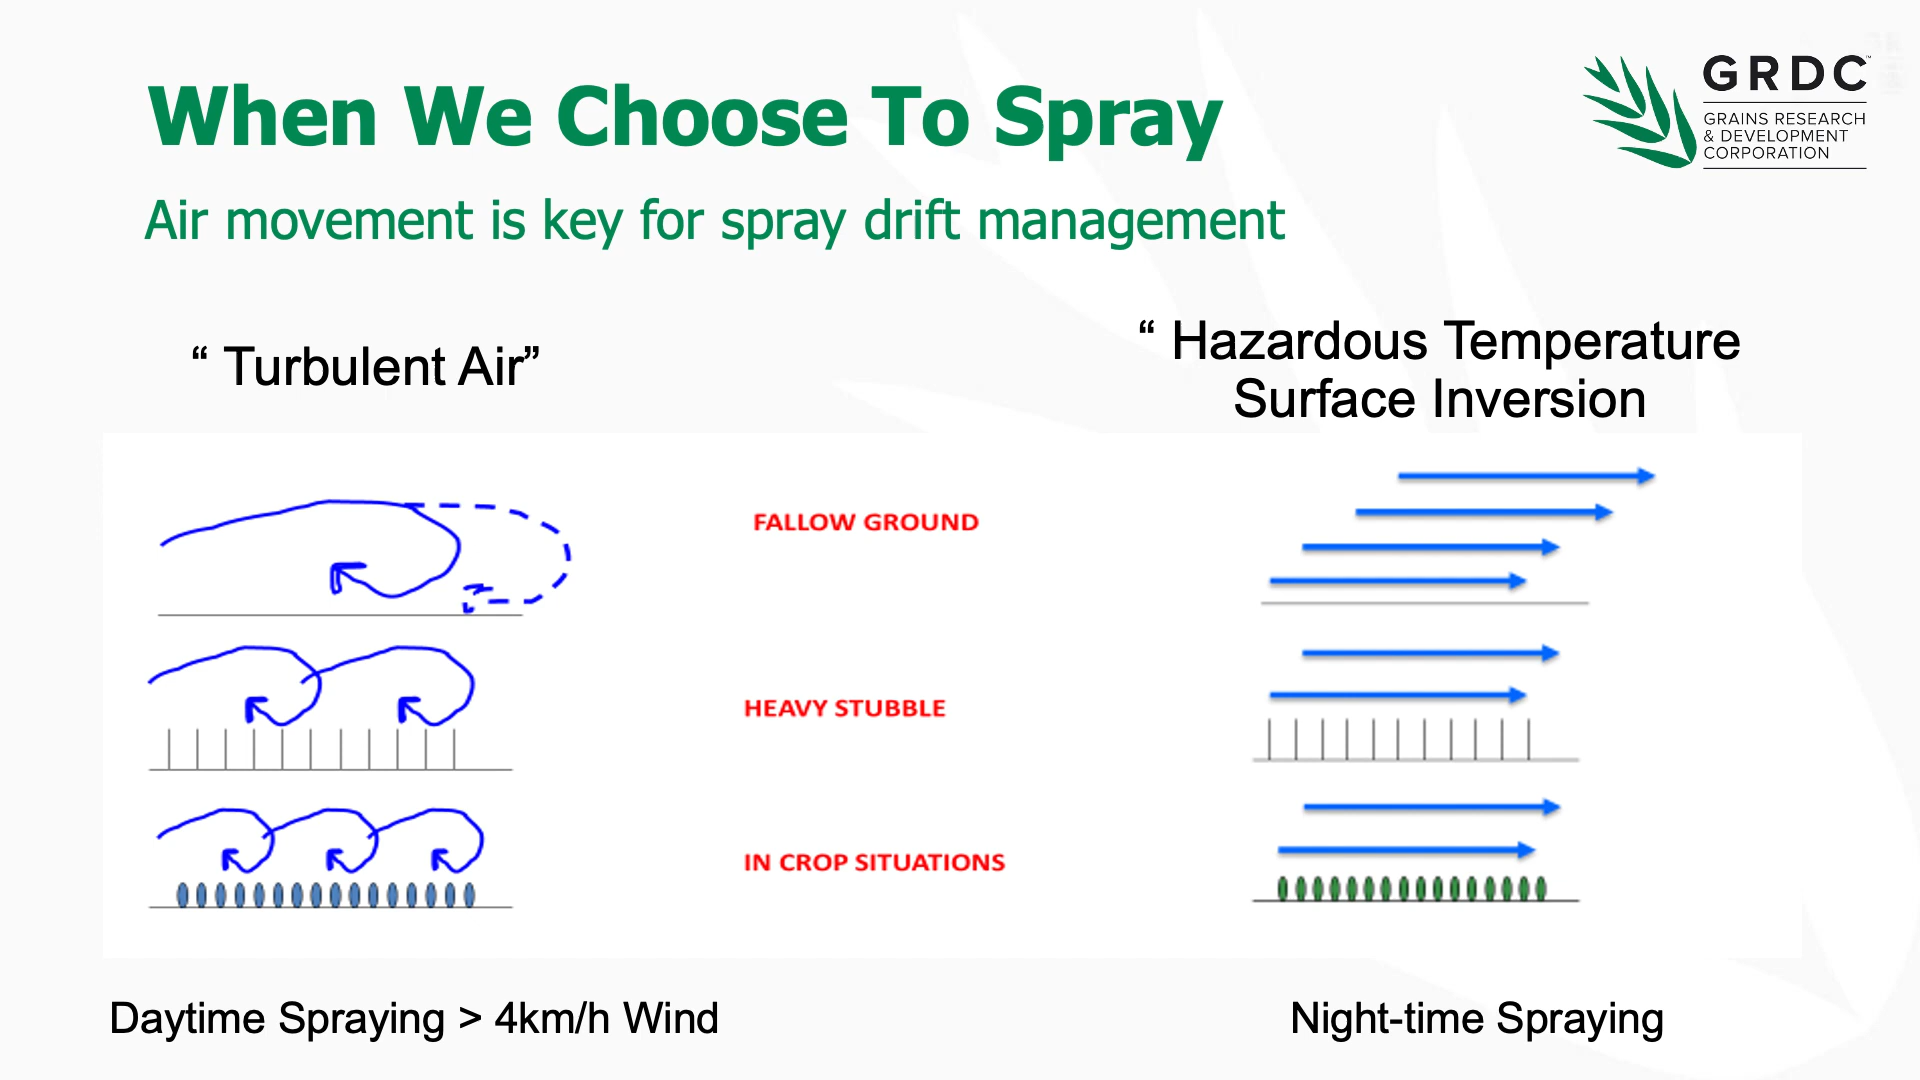 When We Choose To Spray
GRDC™
GRAINS RESEARCH
& DEVELOPMENT
CORPORATION
Air movement is key for spray drift management
“ Turbulent Air”
“ Hazardous Temperature
Surface Inversion
FALLOW GROUND
HEAVY STUBBLE
IN CROP SITUATIONS
Daytime Spraying > 4km/h Wind
Night-time Spraying